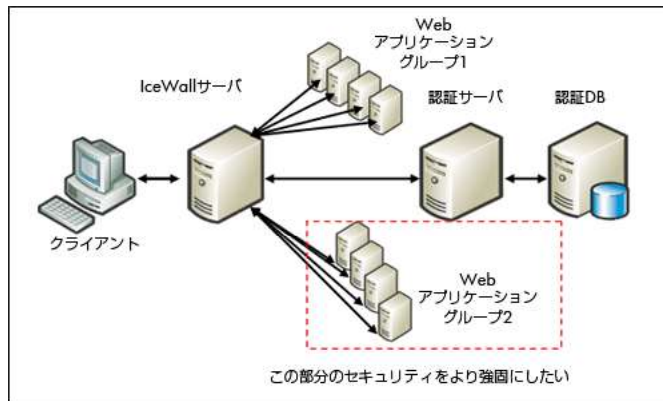 Web
アプリケーション
グループ1
IceWallサーバ
認証サーバ
認証DB
クライアント
Web
アプリケーション
グループ2
この部分のセキュリティをより強固にしたい